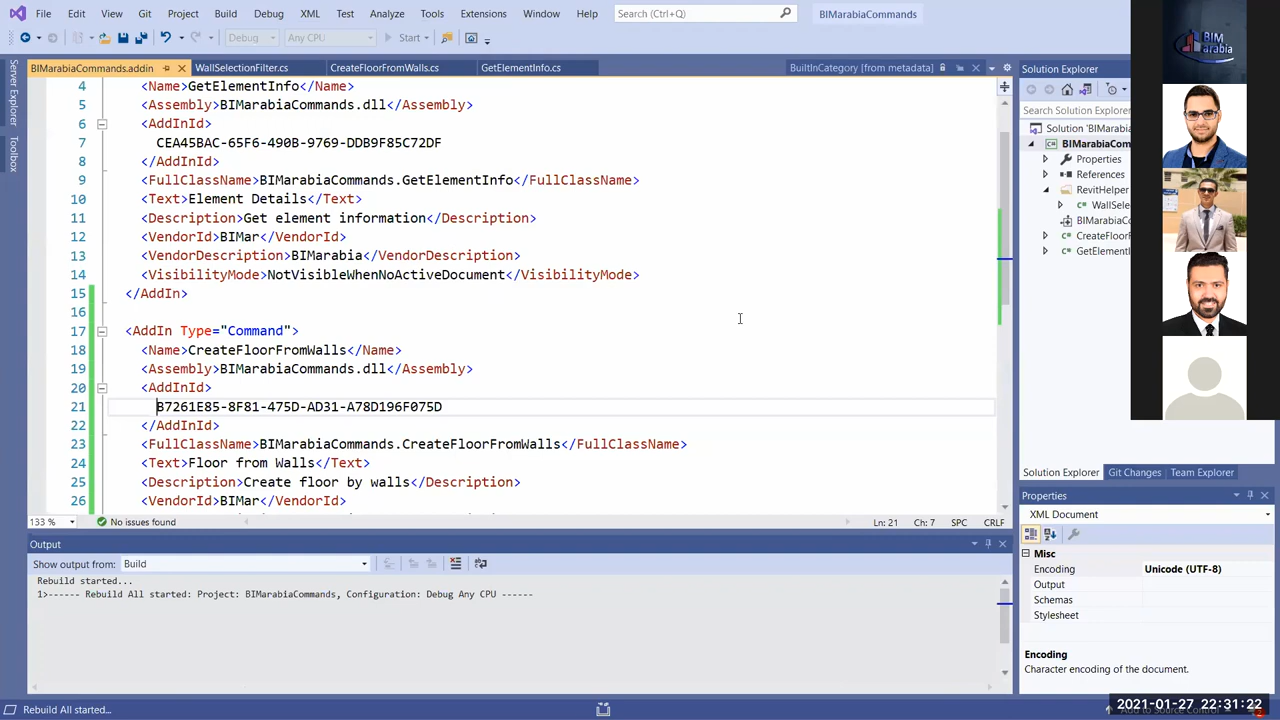 File Edit View Git Project Build Debug XML Test Analyze Tools Extensions Window Help Search (Ctrl+Q) BIMarabiaCommands
Debug Any CPU Start
BIMarabiaCommands.addin WallSelectionFilter.cs CreateFloorFromWalls.cs GetElementInfo.cs BuiltInCategory [from metadata]
Server Explorer
Toolbox
4 <Name>GetElementInfo</Name>
5 <Assembly>BIMarabiaCommands.dll</Assembly>
6 <AddInId>
7 CEA45BAC-65F6-490B-9769-DDB9F85C72DF
8 </AddInId>
9 <FullClassName>BIMarabiaCommands.GetElementInfo</FullClassName>
10 <Text>Element Details</Text>
11 <Description>Get element information</Description>
12 <VendorId>BIMar</VendorId>
13 <VendorDescription>BIMarabia</VendorDescription>
14 <VisibilityMode>NotVisibleWhenNoActiveDocument</VisibilityMode>
15 </AddIn>
16
17 <AddIn Type="Command">
18 <Name>CreateFloorFromWalls</Name>
19 <Assembly>BIMarabiaCommands.dll</Assembly>
20 <AddInId>
21 B7261E85-8F81-475D-AD31-A78D196F075D
22 </AddInId>
23 <FullClassName>BIMarabiaCommands.CreateFloorFromWalls</FullClassName>
24 <Text>Floor from Walls</Text>
25 <Description>Create floor by walls</Description>
26 <VendorId>BIMar</VendorId>
133 % No issues found Ln: 21 Ch: 7 SPC CRLF
Output
Show output from: Build
Rebuild started...
1>------ Rebuild All started: Project: BIMarabiaCommands, Configuration: Debug Any CPU ------
Rebuild All started...
Solution Explorer
Search Solution Explorer
Solution 'BIMarabia
BIMarabiaCom
Properties
References
RevitHelper
WallSele
BIMarabiaC
CreateFloorF
GetElementI
Solution Explorer Git Changes Team Explorer
Properties
XML Document
Misc
Encoding Unicode (UTF-8)
Output
Schemas
Stylesheet
Encoding
Character encoding of the document.
BIM
arabia
2021-01-27 22:31:22